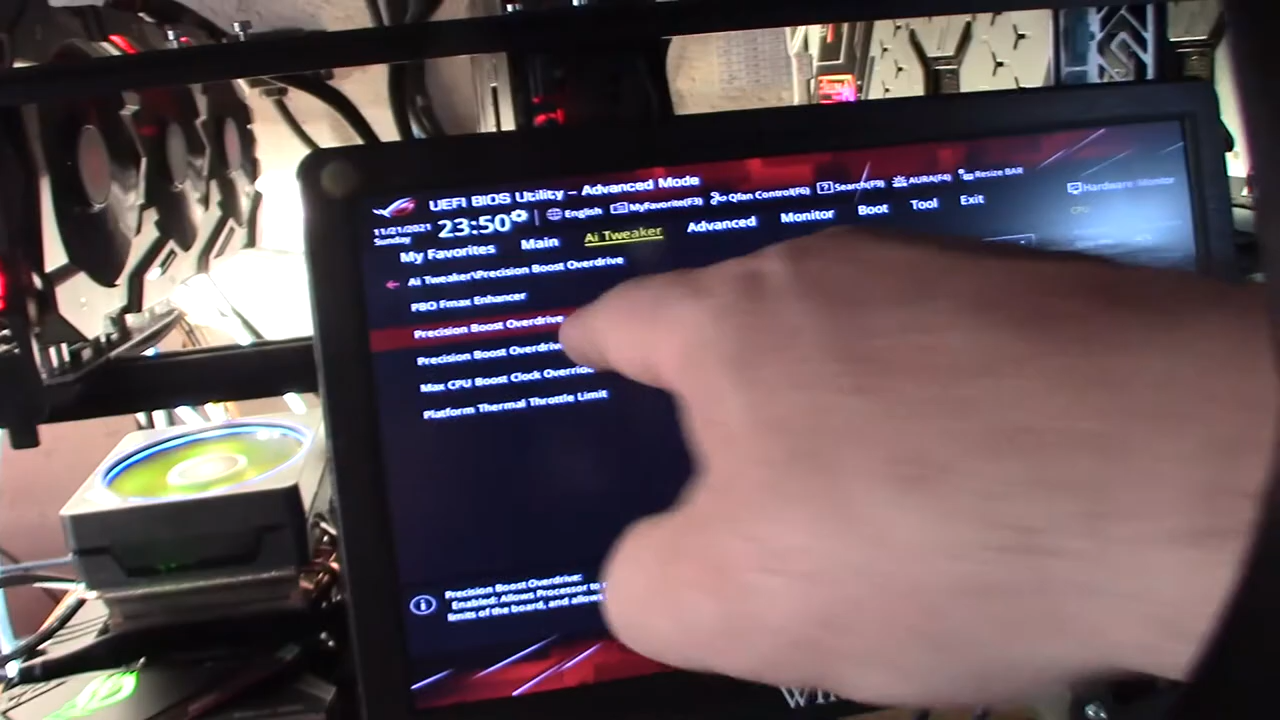 UEFI BIOS Utility – Advanced Mode
11/21/2021
Sunday
23:50
English
MyFavorite(F3)
Qfan Control(F6)
? Search(F9)
AURA(F4)
Resize BAR
My Favorites
Main
Ai Tweaker
Advanced
Monitor
Boot
Tool
Exit
Hardware Monitor
CPU
Ai Tweaker\Precision Boost Overdrive
PBO Fmax Enhancer
Precision Boost Overdrive
Precision Boost Overdrive
Max CPU Boost Clock Override
Platform Thermal Throttle Limit
i
Precision Boost Overdrive:
Enabled: Allows Processor to
limits of the board, and allows